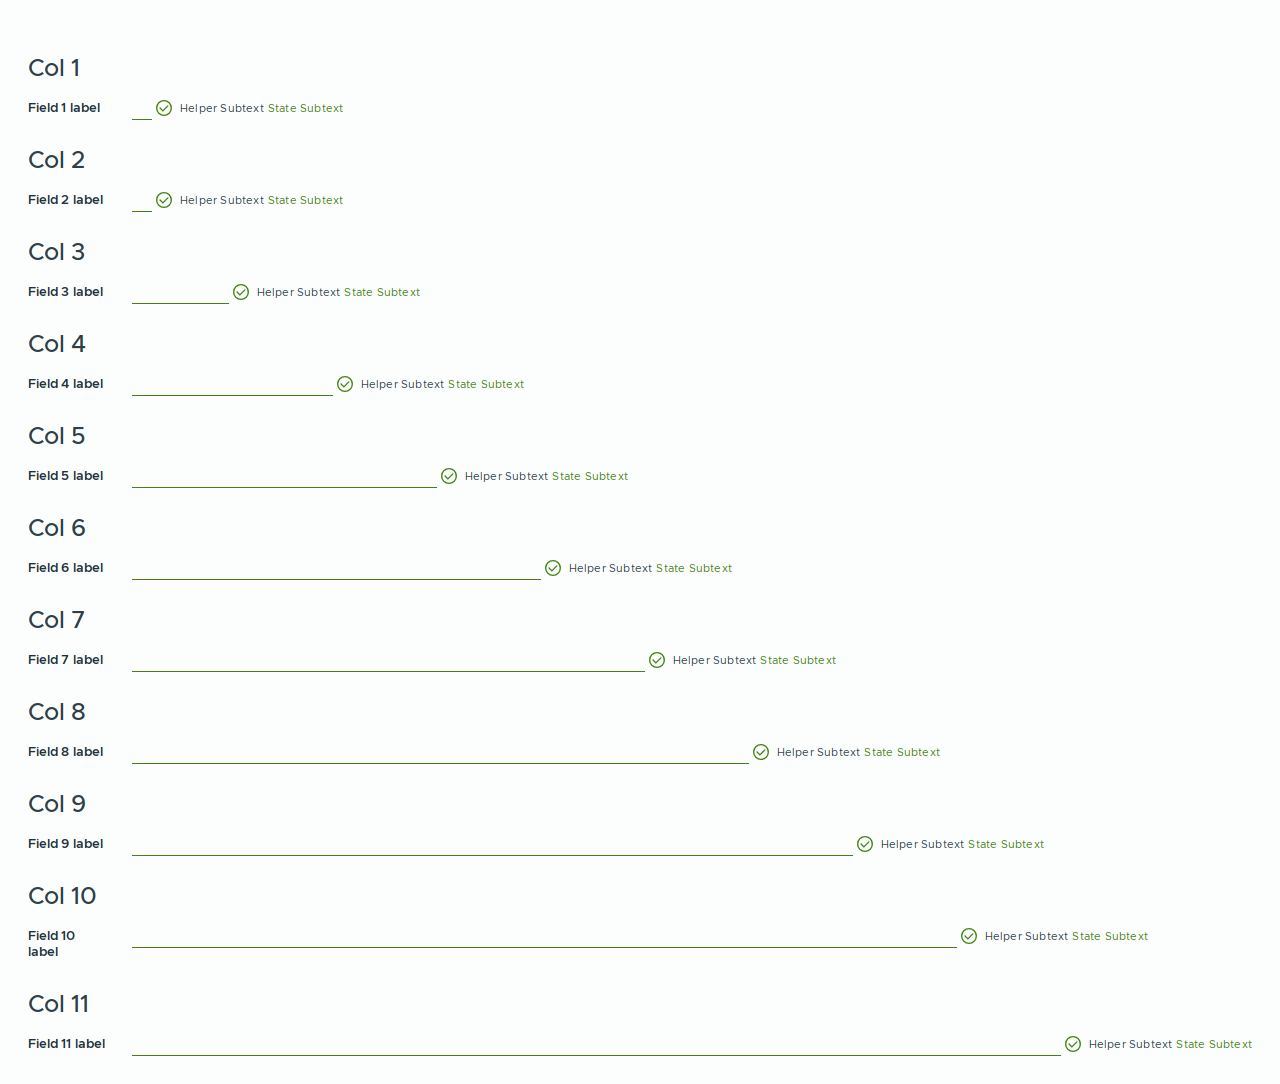 Col 1
Field 1 label Helper Subtext State Subtext
Col 2
Field 2 label Helper Subtext State Subtext
Col 3
Field 3 label Helper Subtext State Subtext
Col 4
Field 4 label Helper Subtext State Subtext
Col 5
Field 5 label Helper Subtext State Subtext
Col 6
Field 6 label Helper Subtext State Subtext
Col 7
Field 7 label Helper Subtext State Subtext
Col 8
Field 8 label Helper Subtext State Subtext
Col 9
Field 9 label Helper Subtext State Subtext
Col 10
Field 10 Helper Subtext State Subtext
label
Col 11
Field 11 label Helper Subtext State Subtext